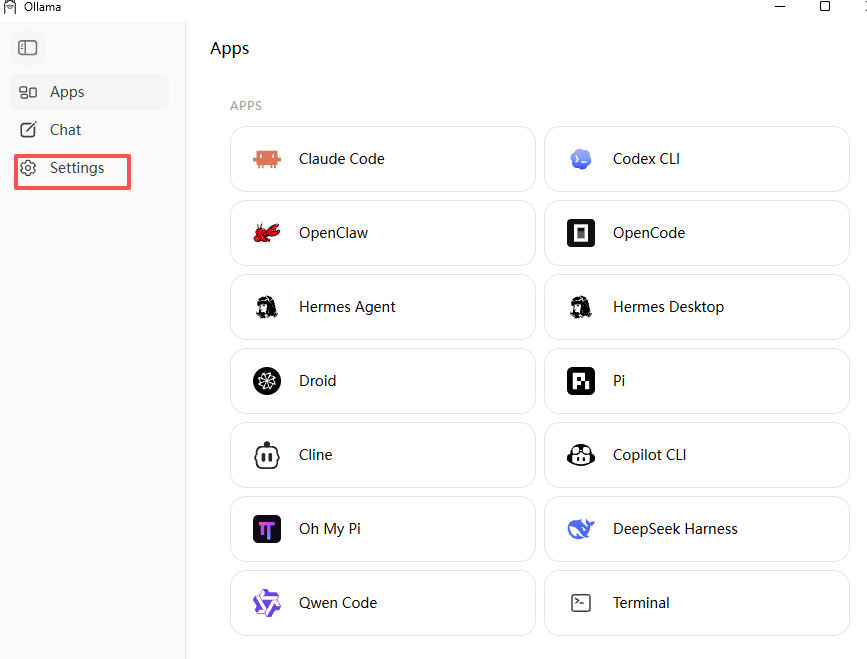 Ollama
Apps
Chat
Settings
Apps
APPS
Claude Code
Codex CLI
OpenClaw
OpenCode
Hermes Agent
Hermes Desktop
Droid
Pi
Cline
Copilot CLI
Oh My Pi
DeepSeek Harness
Qwen Code
Terminal